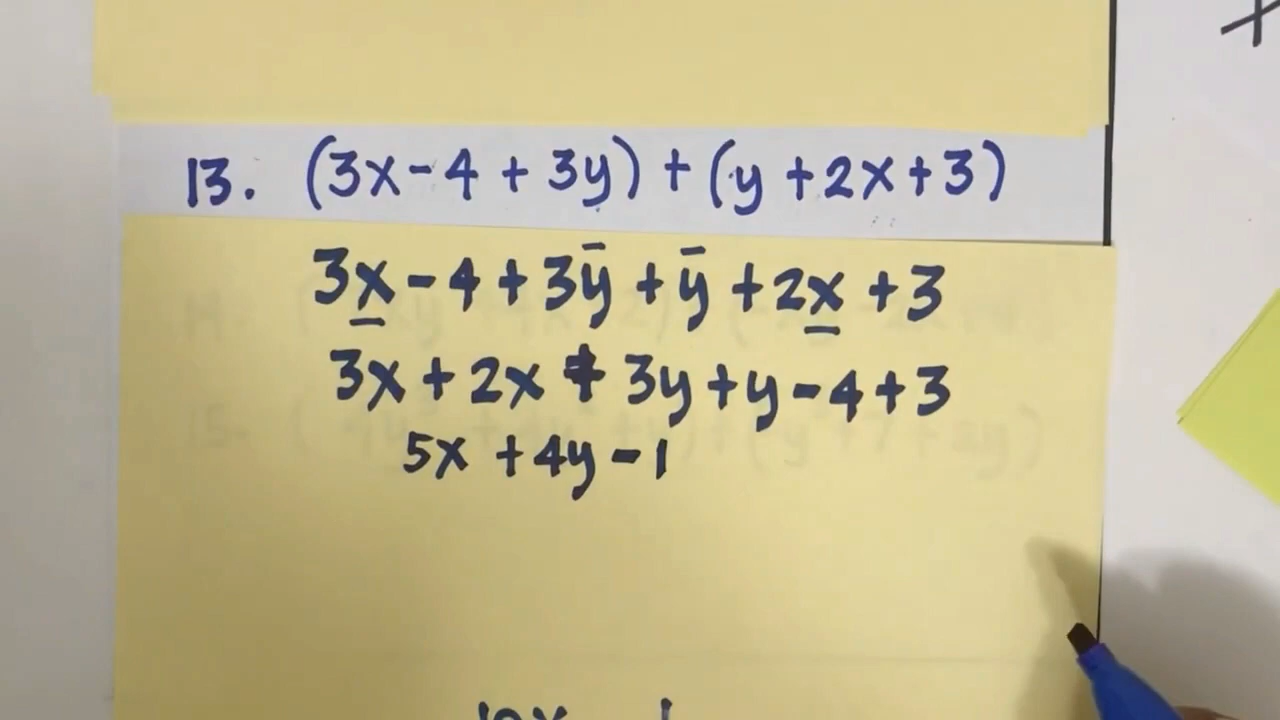 13. (3x - 4 + 3y) + (y + 2x + 3)
3x - 4 + 3y + y + 2x + 3
3x + 2x + 3y + y - 4 + 3
5x + 4y - 1